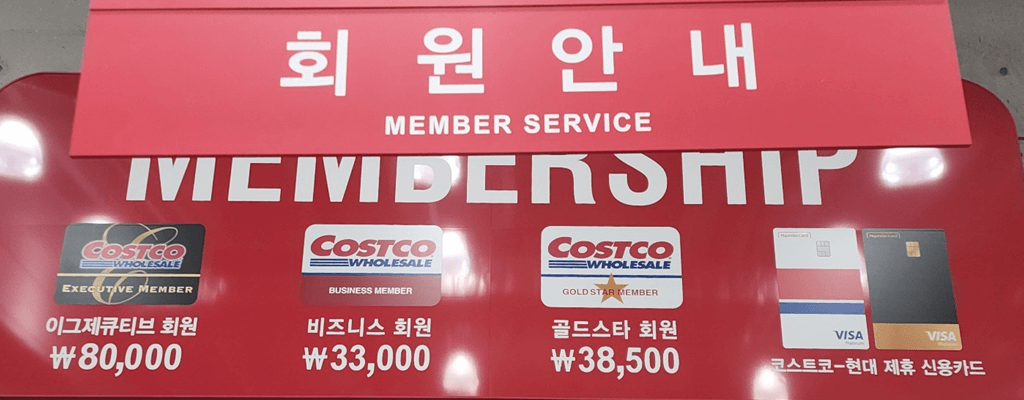 회원안내
MEMBER SERVICE
MEMBERSHIP
COSTCO
WHOLESALE
EXECUTIVE MEMBER
이그제큐티브 회원
₩80,000
COSTCO
WHOLESALE
BUSINESS MEMBER
비즈니스 회원
₩33,000
COSTCO
WHOLESALE
GOLD STAR MEMBER
골드스타 회원
₩38,500
VISA
VISA
코스트코-현대 제휴 신용카드